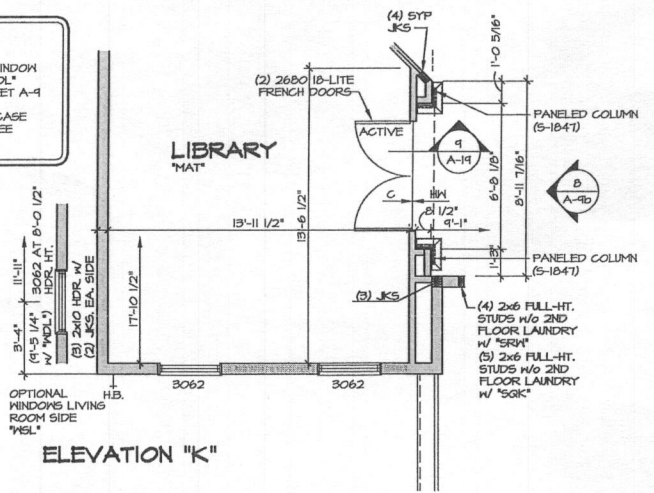 (4) SYP
JKS
1'-0 5/16"
INDOW
DL"
ET A-9
CASE
EE
(2) 2680 18-LITE
FRENCH DOORS
ACTIVE
PANELED COLUMN
(S-1847)
LIBRARY
"MAT"
9
A-19
6'-8 1/8"
8'-11 7/16"
8
A-9b
C
HW
8 1/2"
9'-1"
13'-11 1/2"
13'-6 1/2"
1'-3"
PANELED COLUMN
(S-1847)
11'-11"
3'-4"
3062 AT 8'-0 1/2"
HDR. HT.
(9'-5 1/4"
W/ "WDL")
(3) 2x10 HDR. W/
(2) JKS. EA. SIDE
17'-10 1/2"
(3) JKS
(4) 2x6 FULL-HT.
STUDS W/o 2ND
FLOOR LAUNDRY
W/ "SRW"
(5) 2x6 FULL-HT.
STUDS W/o 2ND
FLOOR LAUNDRY
W/ "SGIK"
3062
3062
H.B.
OPTIONAL
WINDOWS LIVING
ROOM SIDE
"WSL"
ELEVATION "K"